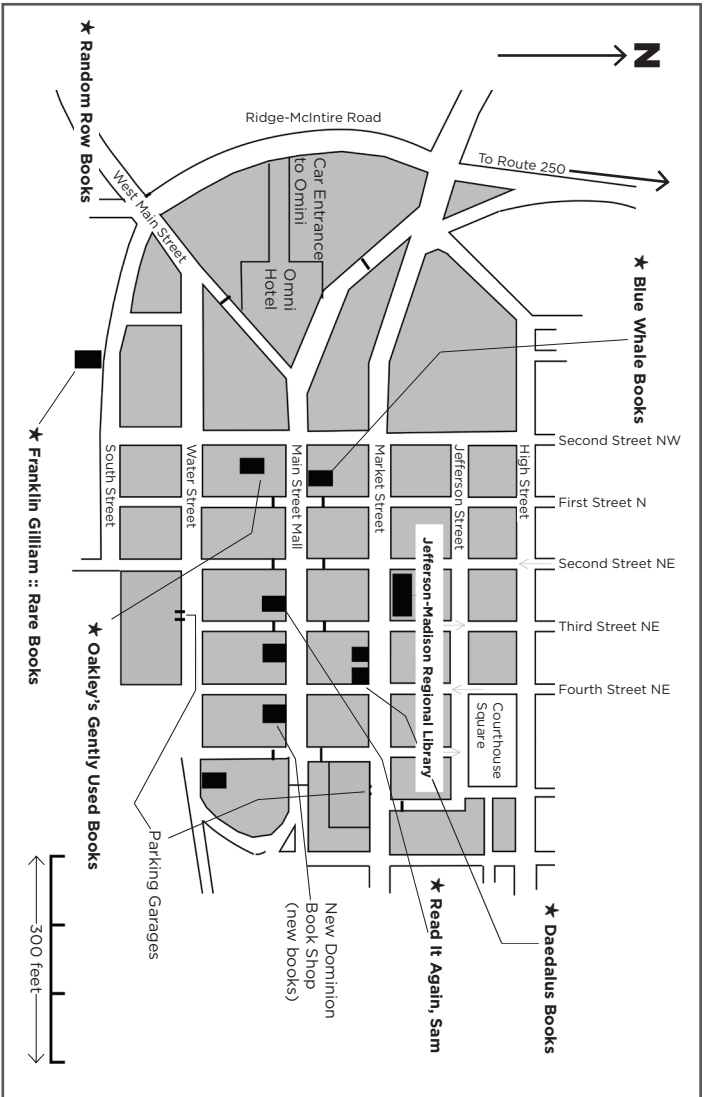 N
★ Random Row Books
Ridge-McIntire Road
To Route 250
West Main Street
Car Entrance
to Omini
Omni
Hotel
★ Blue Whale Books
★ Franklin Gilliam :: Rare Books
South Street
Water Street
Main Street Mall
Market Street
Jefferson Street
High Street
Second Street NW
First Street N
Second Street NE
Third Street NE
Fourth Street NE
Jefferson-Madison Regional Library
Courthouse
Square
★ Oakley's Gently Used Books
Parking Garages
New Dominion
Book Shop
(new books)
★ Read It Again, Sam
★ Daedalus Books
300 feet